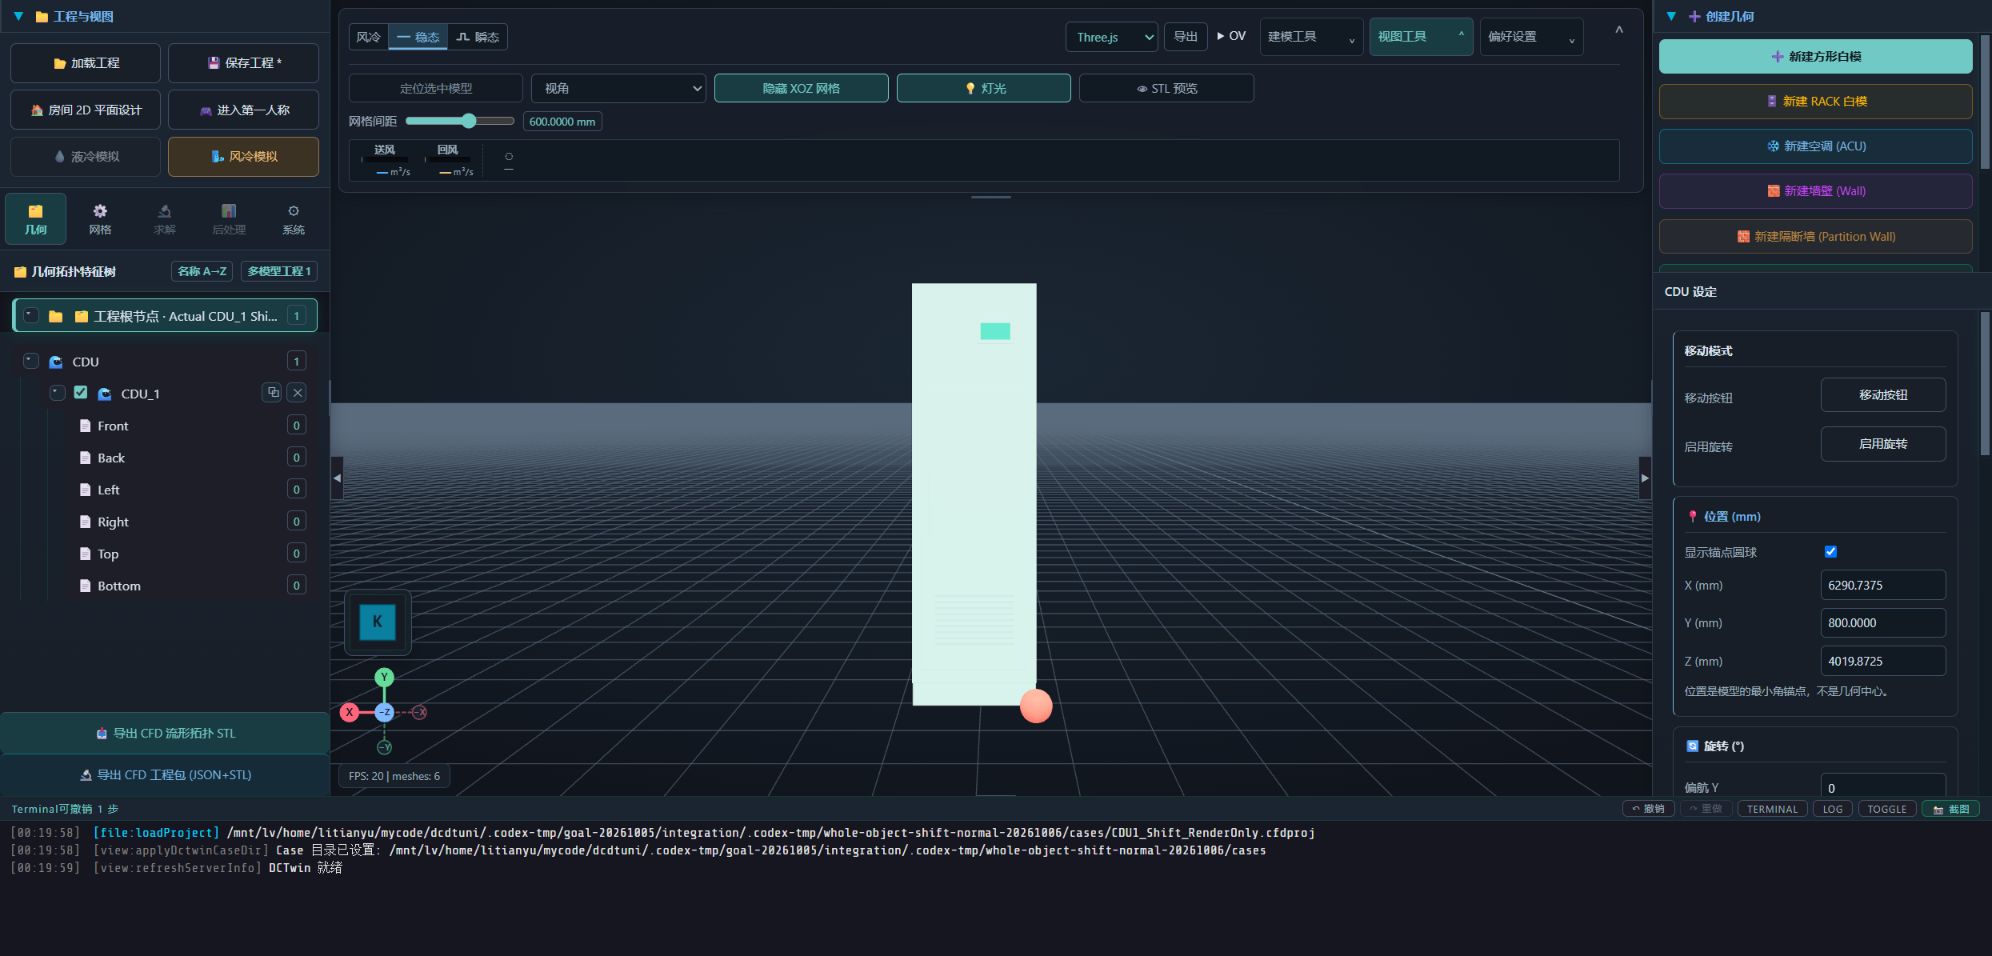 ▼ 工程与视图
加载工程
保存工程 *
房间 2D 平面设计
进入第一人称
液冷模拟
风冷模拟
几何
网格
求解
后处理
系统
几何拓扑特征树
名称 A→Z
多模型工程 1
工程根节点 · Actual CDU_1 Shi...
1
CDU
1
CDU_1
Front
0
Back
0
Left
0
Right
0
Top
0
Bottom
0
导出 CFD 流形拓扑 STL
导出 CFD 工程包 (JSON+STL)
风冷
稳态
瞬态
Three.js
导出
▶ OV
建模工具
视图工具
偏好设置
定位选中模型
视角
隐藏 XOZ 网格
灯光
STL 预览
网格间距
600.0000 mm
送风
回风
m³/s
m³/s
K
Y
X
-Z
-X
-Y
FPS: 20 | meshes: 6
▼ 创建几何
新建方形白模
新建 RACK 白模
新建空调 (ACU)
新建墙壁 (Wall)
新建隔断墙 (Partition Wall)
CDU 设定
移动模式
移动按钮
移动按钮
启用旋转
启用旋转
位置 (mm)
显示锚点圆球
X (mm)
6290.7375
Y (mm)
800.0000
Z (mm)
4019.8725
位置是模型的最小角锚点，不是几何中心。
旋转 (°)
偏航 Y
0
Terminal可撤销 1 步
撤销
重做
TERMINAL
LOG
TOGGLE
截图
[00:19:58] [file:loadProject] /mnt/lv/home/litianyu/mycode/dcdtuni/.codex-tmp/goal-20261005/integration/.codex-tmp/whole-object-shift-normal-20261006/cases/CDU1_Shift_RenderOnly.cfdproj
[00:19:58] [view:applyDctwinCaseDir] Case 目录已设置: /mnt/lv/home/litianyu/mycode/dcdtuni/.codex-tmp/goal-20261005/integration/.codex-tmp/whole-object-shift-normal-20261006/cases
[00:19:59] [view:refreshServerInfo] DCTwin 就绪